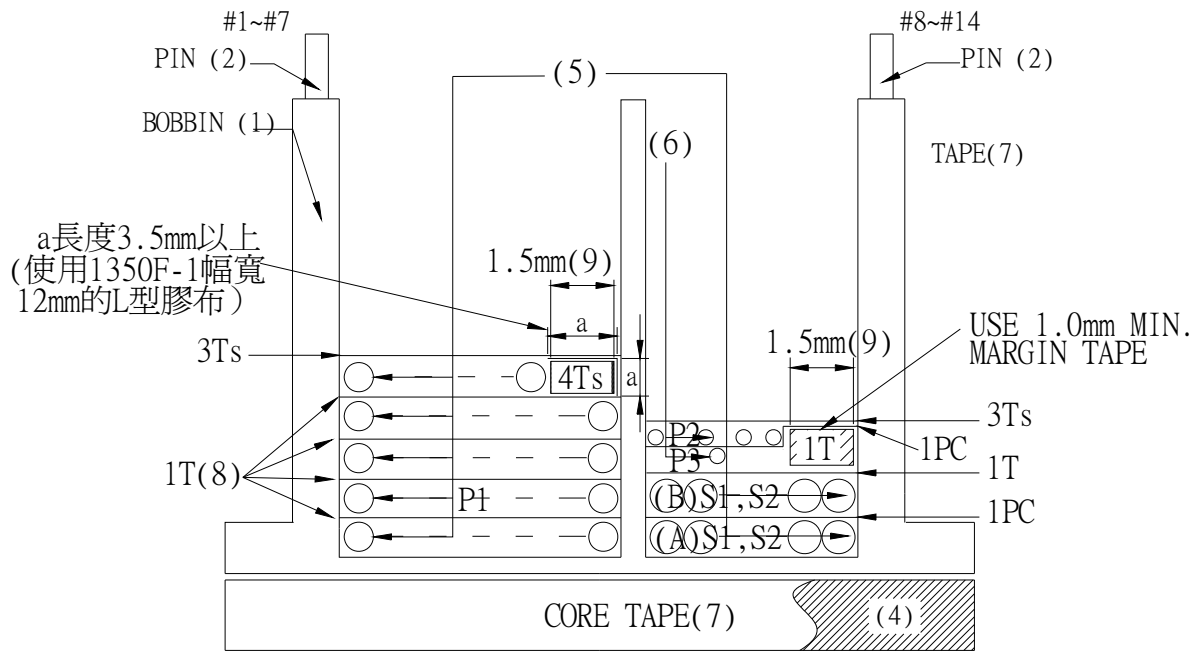 #1~#7
#8~#14
PIN (2)
(5)
PIN (2)
BOBBIN (1)
(6)
TAPE(7)
a長度3.5mm以上
(使用1350F-1幅寬
12mm的L型膠布)
1.5mm(9)
a
USE 1.0mm MIN.
MARGIN TAPE
1.5mm(9)
3Ts
4Ts
a
3Ts
P2
1T
1PC
P3
1T
1T(8)
P1
(B)S1,S2
1PC
(A)S1,S2
CORE TAPE(7)
(4)